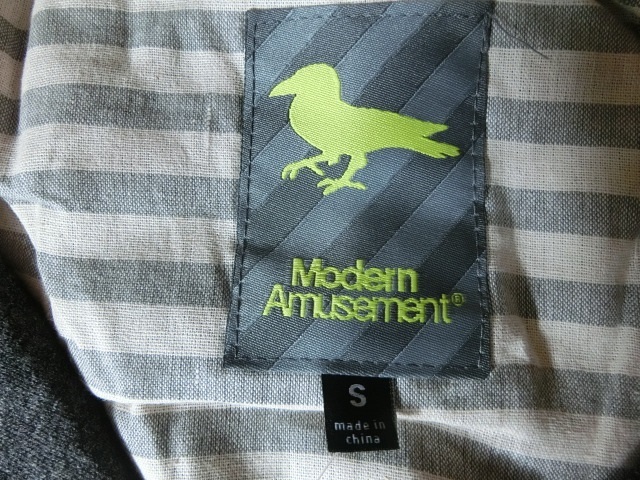 Modern
Amusement®
S
made in
china